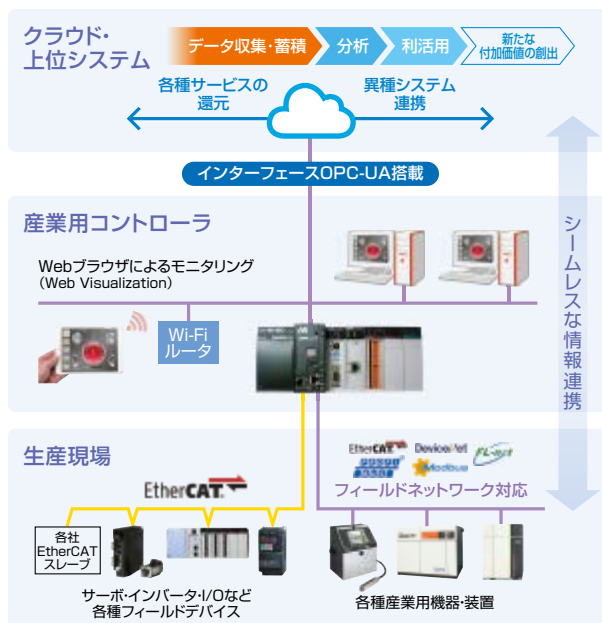 クラウド・
上位システム
データ収集・蓄積
分析
利活用
新たな
付加価値の創出
各種サービスの
還元
異種システム
連携
インターフェースOPC-UA搭載
産業用コントローラ
Webブラウザによるモニタリング
(Web Visualization)
Wi-Fi
ルータ
シームレスな情報連携
生産現場
EtherCAT
EtherCAT
DeviceNet
FL-net
Modbus
フィールドネットワーク対応
各社
EtherCAT
スレーブ
サーボ・インバータ・I/Oなど
各種フィールドデバイス
各種産業用機器・装置